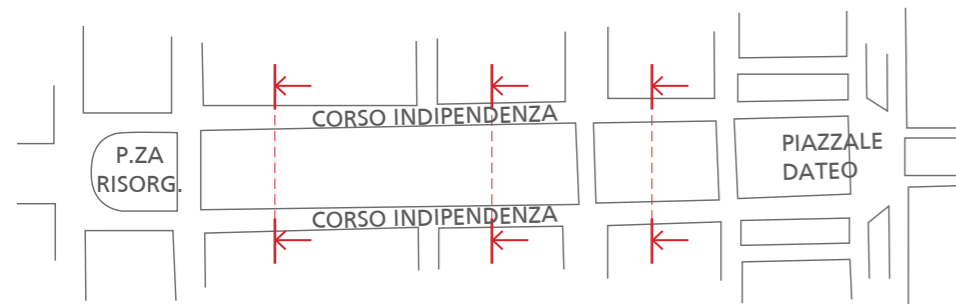 CORSO INDIPENDENZA
P.ZA
RISORG.
PIAZZALE
DATEO
CORSO INDIPENDENZA